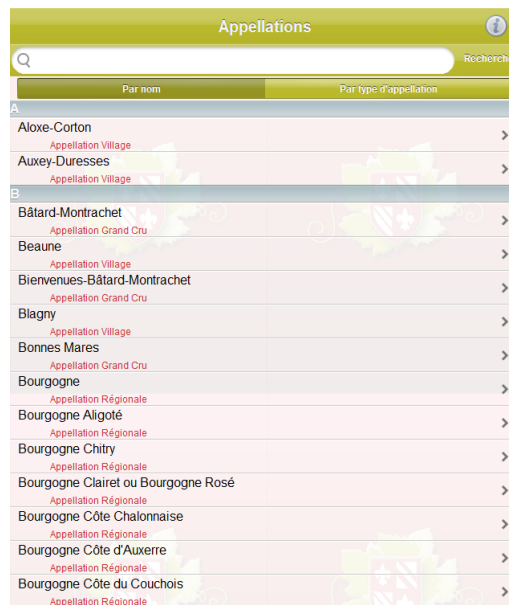 Appellations
Recherch
Par nom
Par type d'appellation
A
Aloxe-Corton
Appellation Village
Auxey-Duresses
Appellation Village
B
Bâtard-Montrachet
Appellation Grand Cru
Beaune
Appellation Village
Bienvenues-Bâtard-Montrachet
Appellation Grand Cru
Blagny
Appellation Village
Bonnes Mares
Appellation Grand Cru
Bourgogne
Appellation Régionale
Bourgogne Aligoté
Appellation Régionale
Bourgogne Chitry
Appellation Régionale
Bourgogne Clairet ou Bourgogne Rosé
Appellation Régionale
Bourgogne Côte Chalonnaise
Appellation Régionale
Bourgogne Côte d'Auxerre
Appellation Régionale
Bourgogne Côte du Couchois
Appellation Régionale